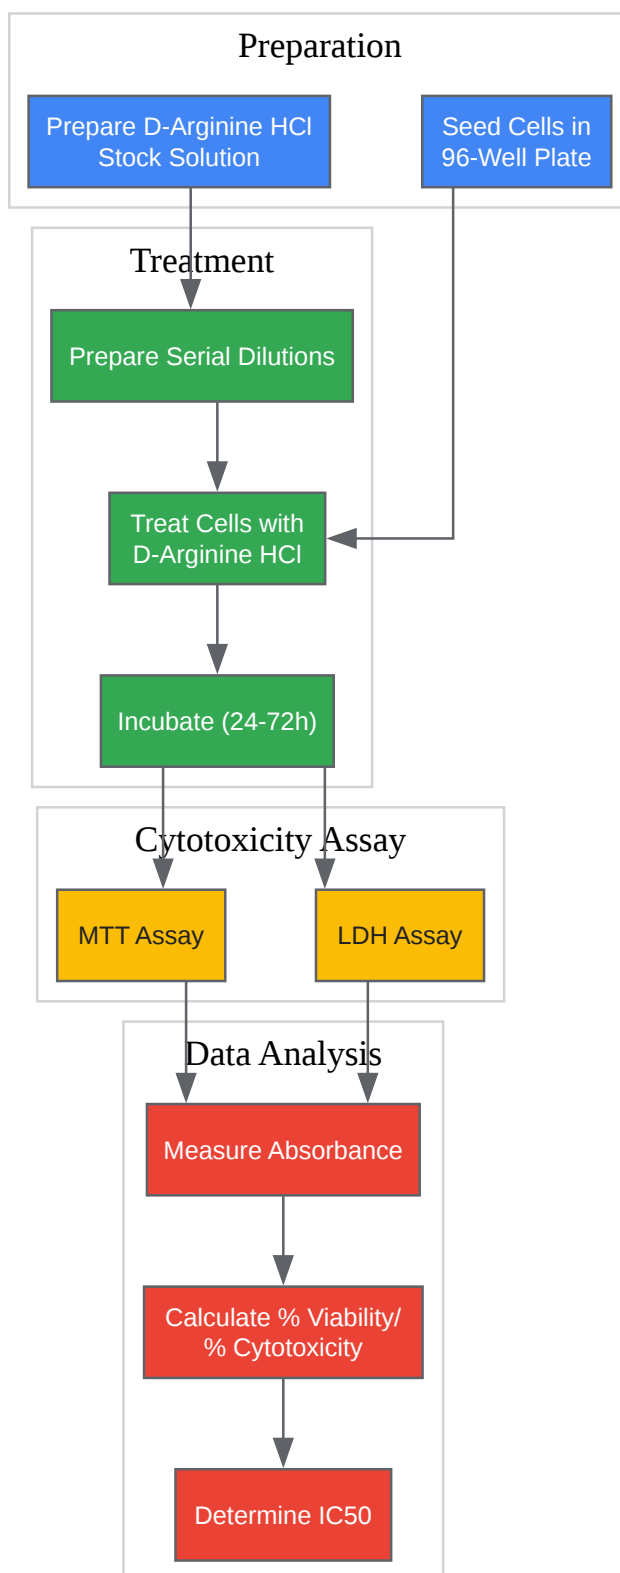 Preparation
Prepare D-Arginine HCl
Stock Solution
Seed Cells in
96-Well Plate
Treatment
Prepare Serial Dilutions
Treat Cells with
D-Arginine HCl
Incubate (24-72h)
Cytotoxicity Assay
MTT Assay
LDH Assay
Data Analysis
Measure Absorbance
Calculate % Viability/
% Cytotoxicity
Determine IC50